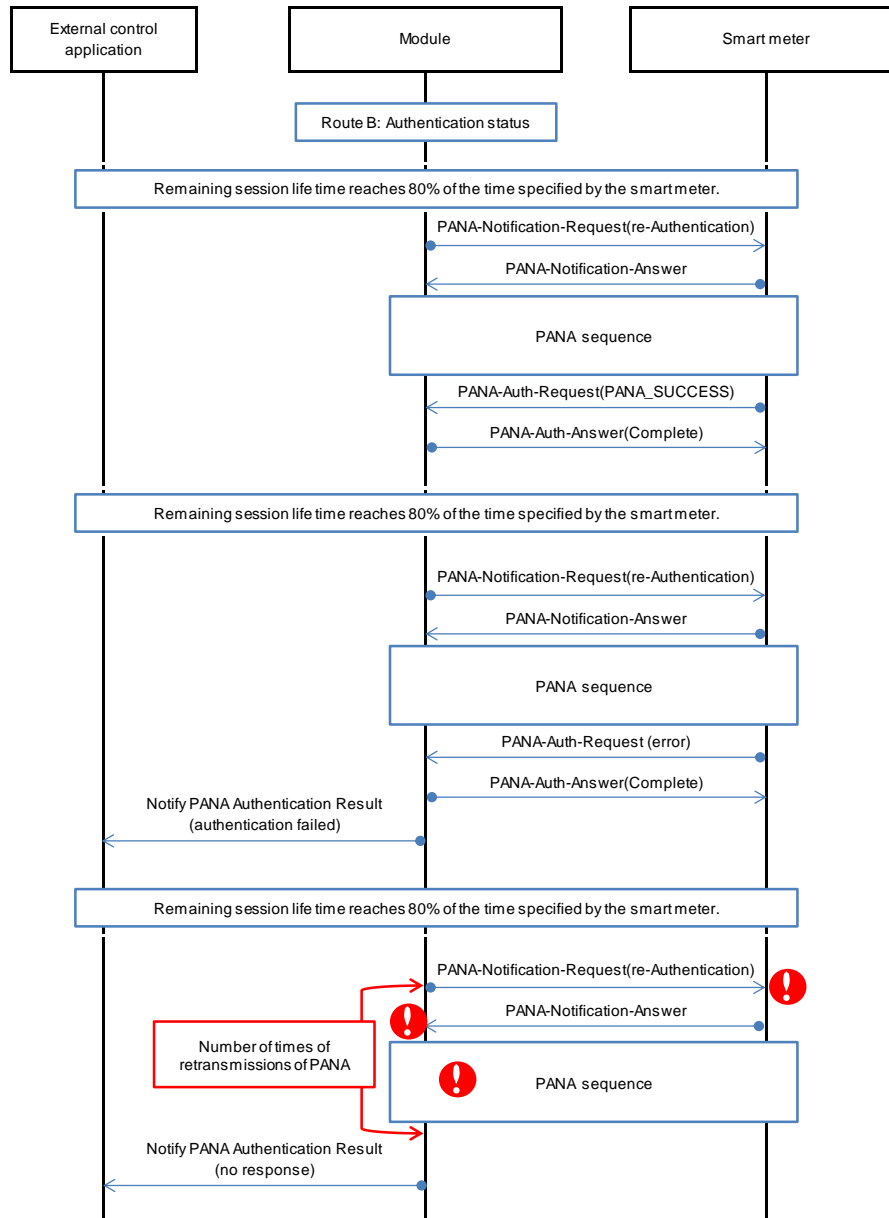 External control
application
Module
Smart meter
Route B: Authentication status
Remaining session life time reaches 80% of the time specified by the smart meter.
PANA-Notification-Request(re-Authentication)
PANA-Notification-Answer
PANA sequence
PANA-Auth-Request(PANA_SUCCESS)
PANA-Auth-Answer(Complete)
Remaining session life time reaches 80% of the time specified by the smart meter.
PANA-Notification-Request(re-Authentication)
PANA-Notification-Answer
PANA sequence
PANA-Auth-Request (error)
PANA-Auth-Answer(Complete)
Notify PANA Authentication Result
(authentication failed)
Remaining session life time reaches 80% of the time specified by the smart meter.
PANA-Notification-Request(re-Authentication)
PANA-Notification-Answer
Number of times of
retransmissions of PANA
PANA sequence
Notify PANA Authentication Result
(no response)